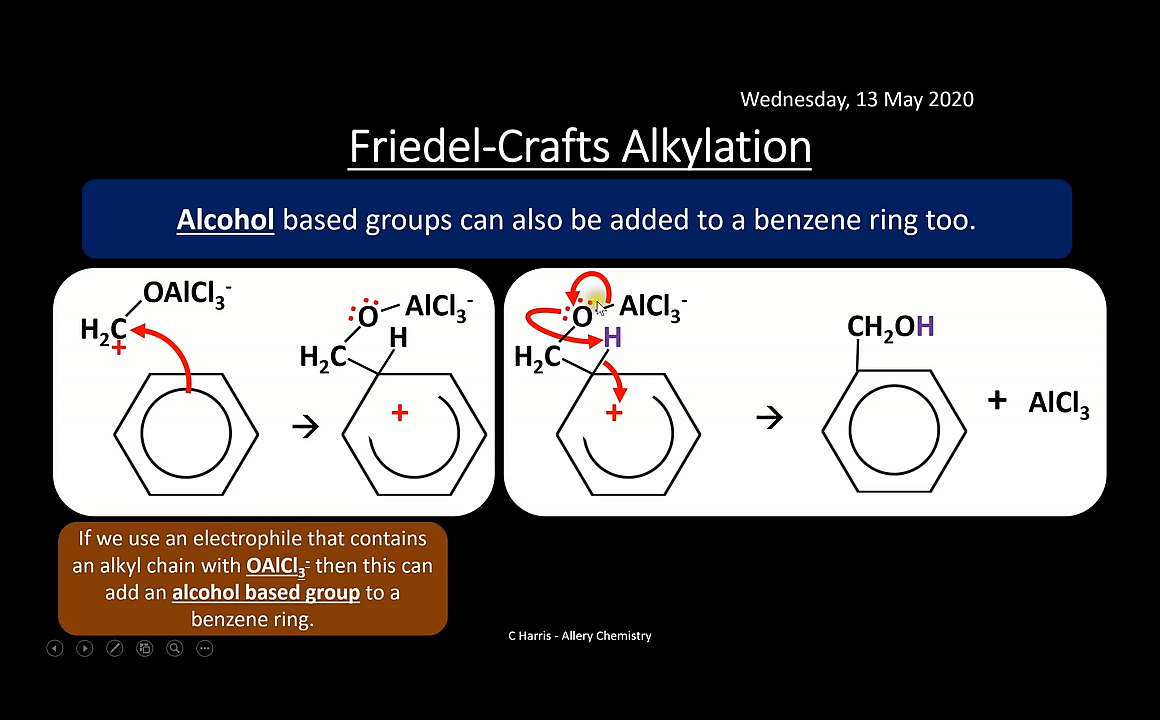 Wednesday, 13 May 2020
Friedel-Crafts Alkylation
Alcohol based groups can also be added to a benzene ring too.
OAlCl₃⁻
H₂C
+
O AlCl₃⁻
H
H₂C
+
O AlCl₃⁻
H
H₂C
+
CH₂OH
+ AlCl₃
If we use an electrophile that contains
an alkyl chain with OAlCl₃⁻ then this can
add an alcohol based group to a
benzene ring.
C Harris - Allery Chemistry